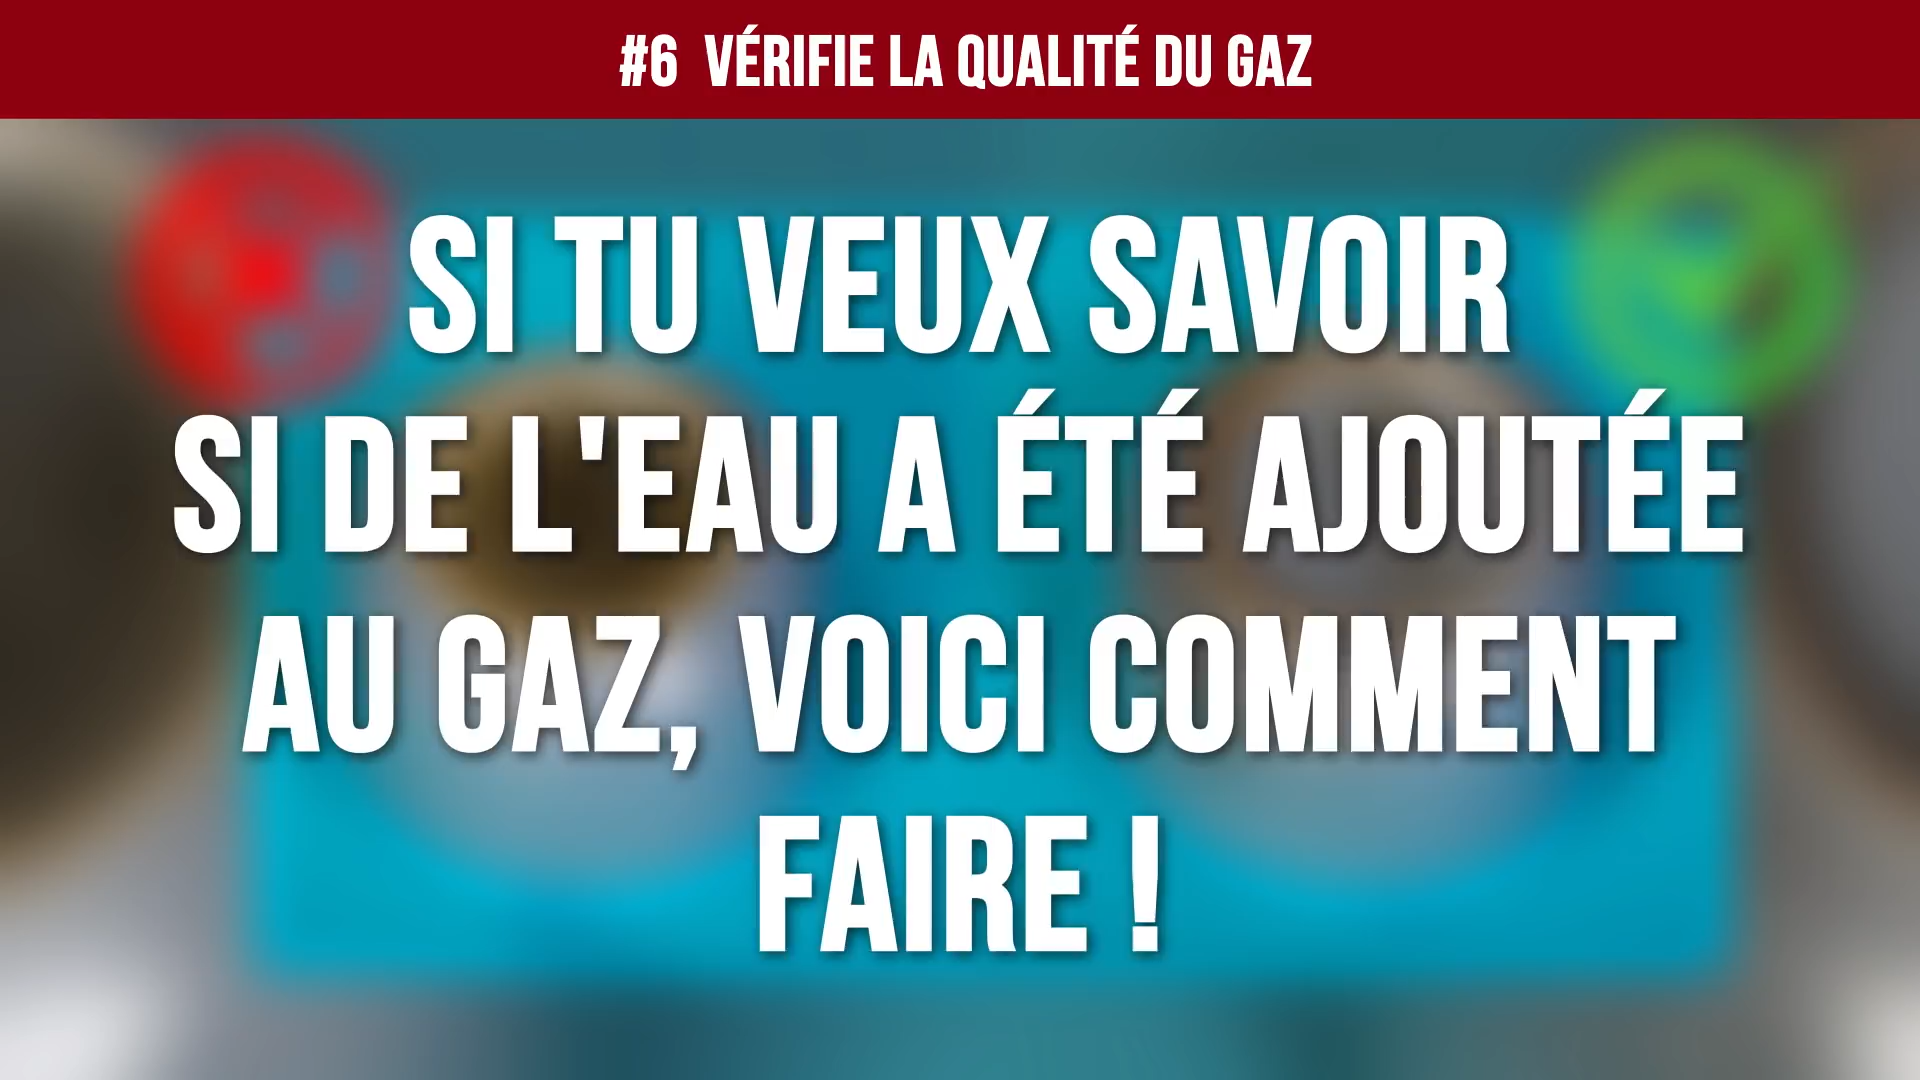 #6 VÉRIFIE LA QUALITÉ DU GAZ
SI TU VEUX SAVOIR
SI DE L'EAU A ÉTÉ AJOUTÉE
AU GAZ, VOICI COMMENT
FAIRE !